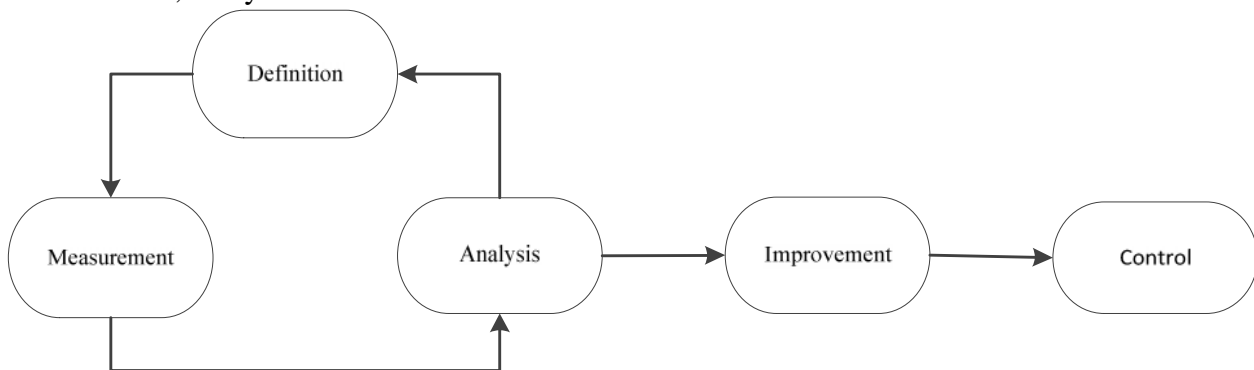 Definition
Measurement
Analysis
Improvement
Control